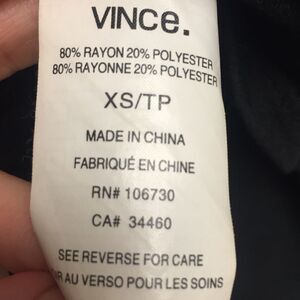 VINCE.
80% RAYON 20% POLYESTER
80% RAYONNE 20% POLYESTER
XS/TP
MADE IN CHINA
FABRIQUÉ EN CHINE
RN# 106730
CA# 34460
SEE REVERSE FOR CARE
AU VERSO POUR LES SOINS